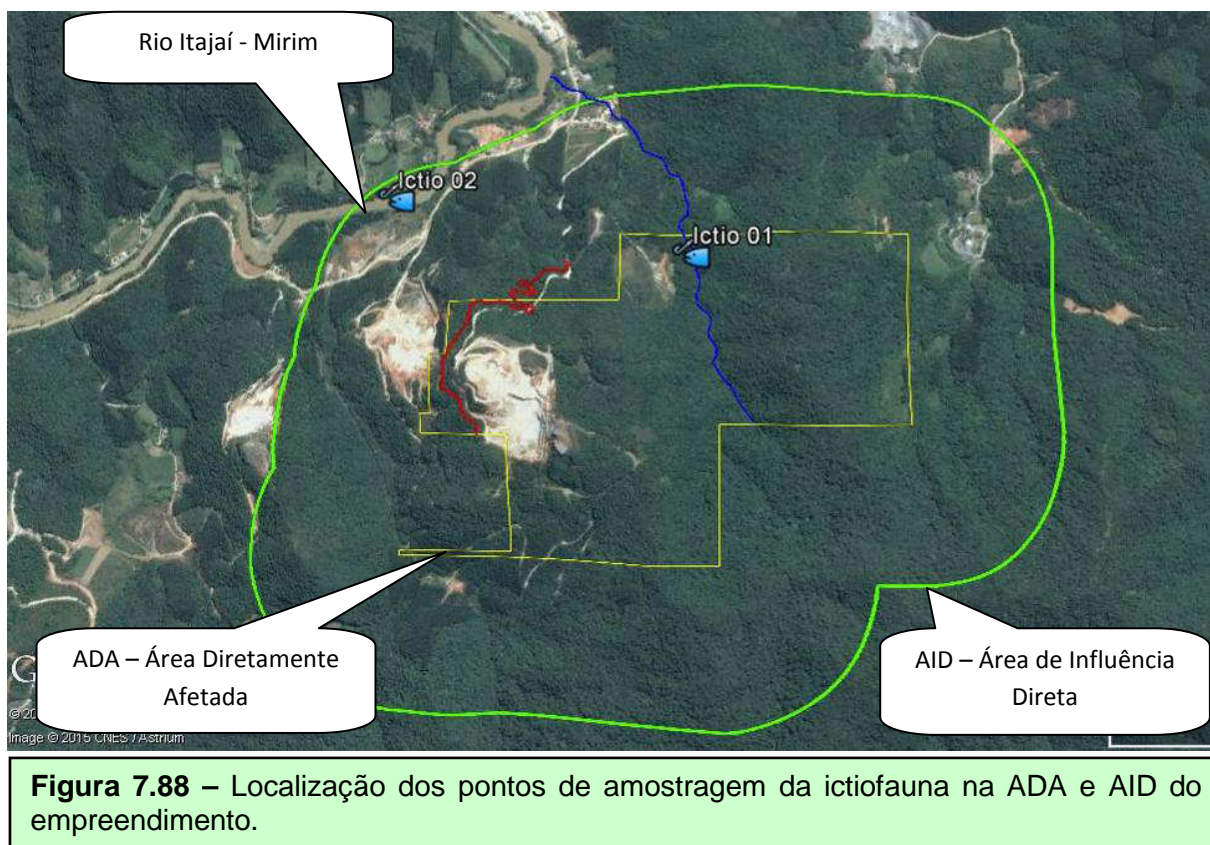 Rio Itajaí - Mirim
Ictio 02
Ictio 01
ADA – Área Diretamente
Afetada
AID – Área de Influência
Direta
Image © 2015 CNES / Astrium
Figura 7.88 – Localização dos pontos de amostragem da ictiofauna na ADA e AID do
empreendimento.